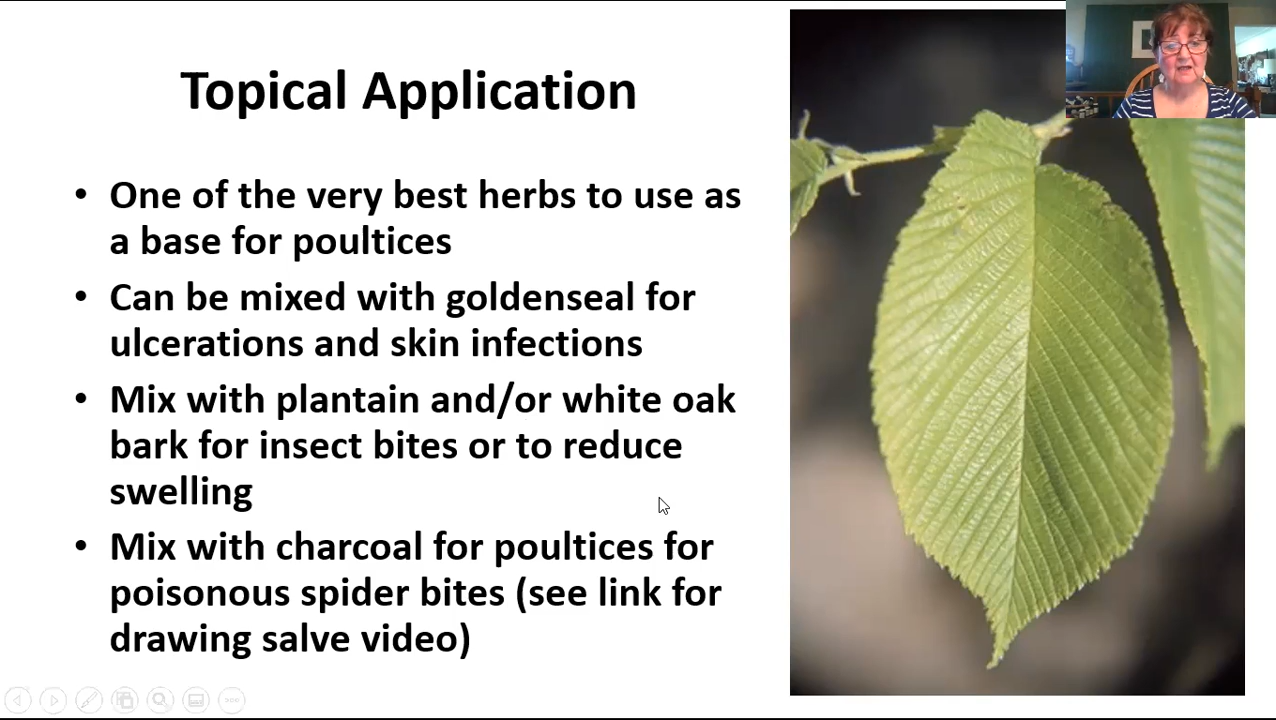 Topical Application
• One of the very best herbs to use as
a base for poultices
• Can be mixed with goldenseal for
ulcerations and skin infections
• Mix with plantain and/or white oak
bark for insect bites or to reduce
swelling
• Mix with charcoal for poultices for
poisonous spider bites (see link for
drawing salve video)